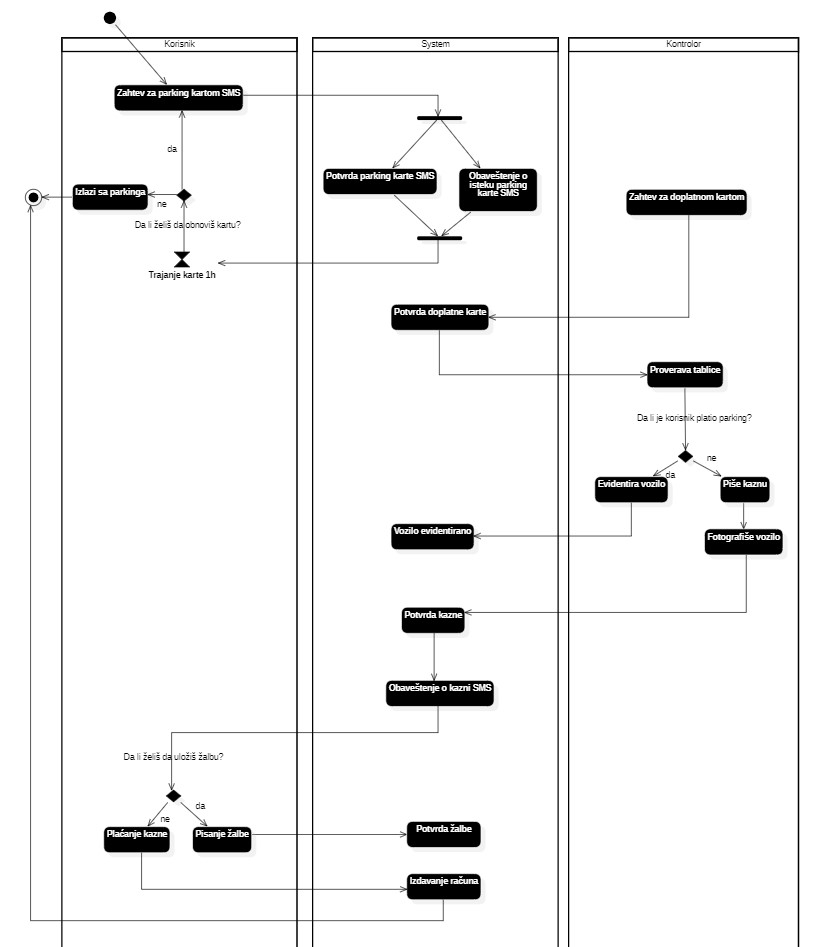 Korisnik
System
Kontrolor
Zahtev za parking kartom SMS
da
Potvrda parking karte SMS
Obaveštenje o
isteku parking
karte SMS
Izlazi sa parkinga
ne
Zahtev za doplatnom kartom
Da li želiš da obnoviš kartu?
Trajanje karte 1h
Potvrda doplatne karte
Proverava tablice
Da li je korisnik platio parking?
ne
da
Evidentira vozilo
Piše kaznu
Vozilo evidentirano
Fotografiše vozilo
Potvrda kazne
Obaveštenje o kazni SMS
Da li želiš da uložiš žalbu?
da
ne
Plaćanje kazne
Pisanje žalbe
Potvrda žalbe
Izdavanje računa